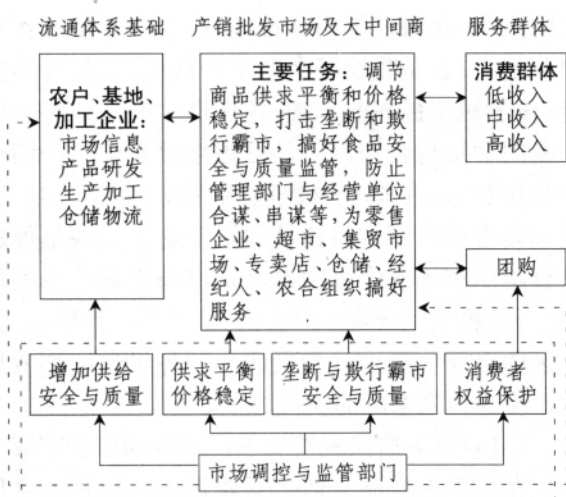 流通体系基础 产销批发市场及大中间商 服务群体
农户、基地、
加工企业：
市场信息
产品研发
生产加工
仓储物流
主要任务：调节
商品供求平衡和价格
稳定，打击垄断和欺
行霸市，搞好食品安
全与质量监管，防止
管理部门与经营单位
合谋、串谋等，为零售
企业、超市、集贸市
场、专卖店、仓储、经
纪人、农合组织搞好
服务
消费群体
低收入
中收入
高收入
团购
增加供给
安全与质量
供求平衡
价格稳定
垄断与欺行霸市
安全与质量
消费者
权益保护
市场调控与监管部门